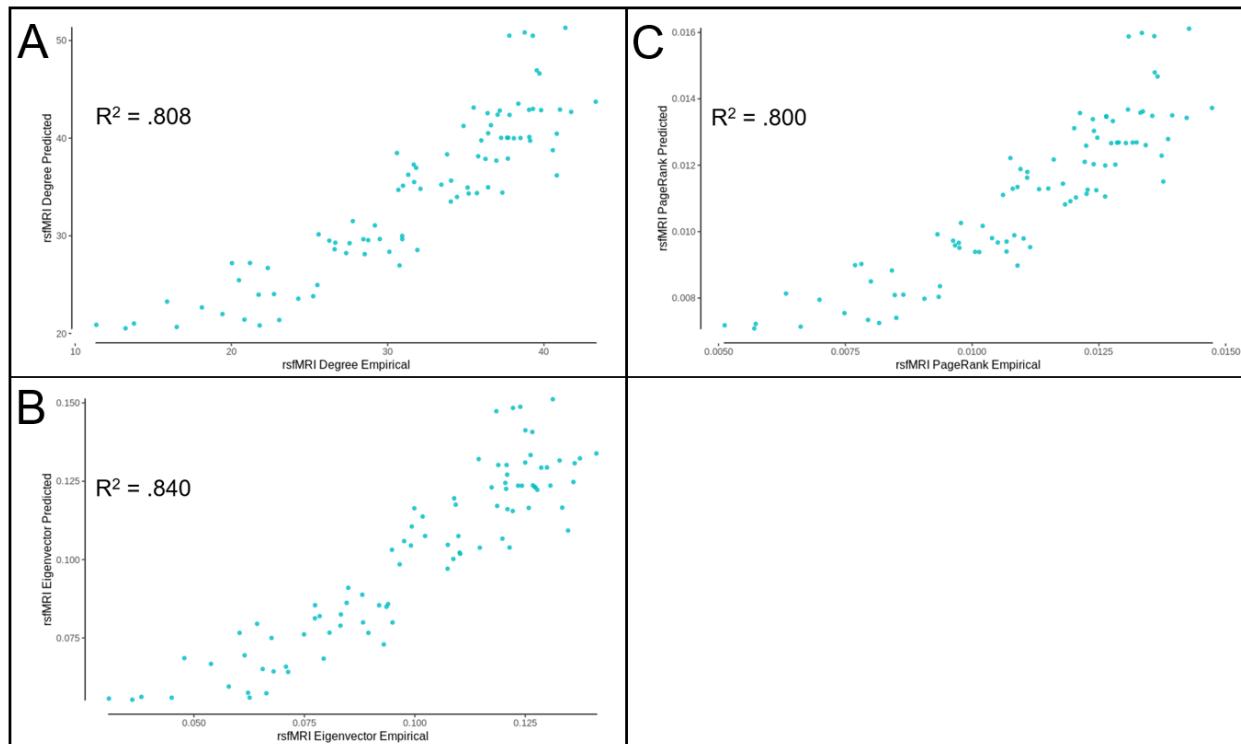 A
rsfMRI Degree Predicted
50
40
30
20
R² = .808
10
20
30
40
rsfMRI Degree Empirical
C
rsfMRI PageRank Predicted
0.016
0.014
0.012
0.010
0.008
R² = .800
0.0050
0.0075
0.0100
0.0125
0.0150
rsfMRI PageRank Empirical
B
rsfMRI Eigenvector Predicted
0.150
0.125
0.100
0.075
R² = .840
0.050
0.075
0.100
0.125
rsfMRI Eigenvector Empirical